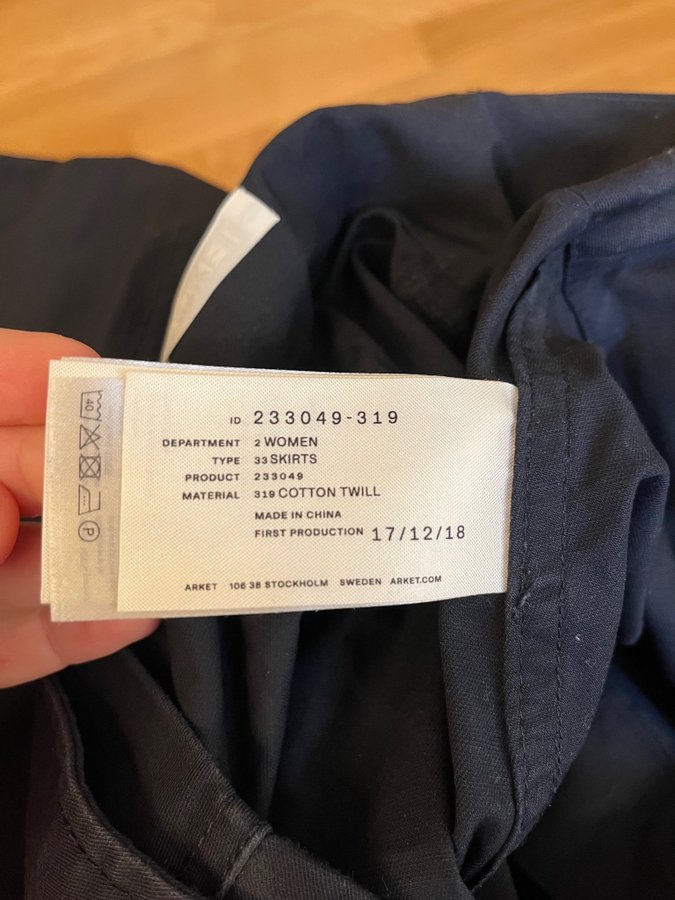 ID 233049-319
DEPARTMENT 2 WOMEN
TYPE 33 SKIRTS
PRODUCT 233049
MATERIAL 319 COTTON TWILL
MADE IN CHINA
FIRST PRODUCTION 17/12/18
ARKET 106 38 STOCKHOLM SWEDEN ARKET.COM
40
P